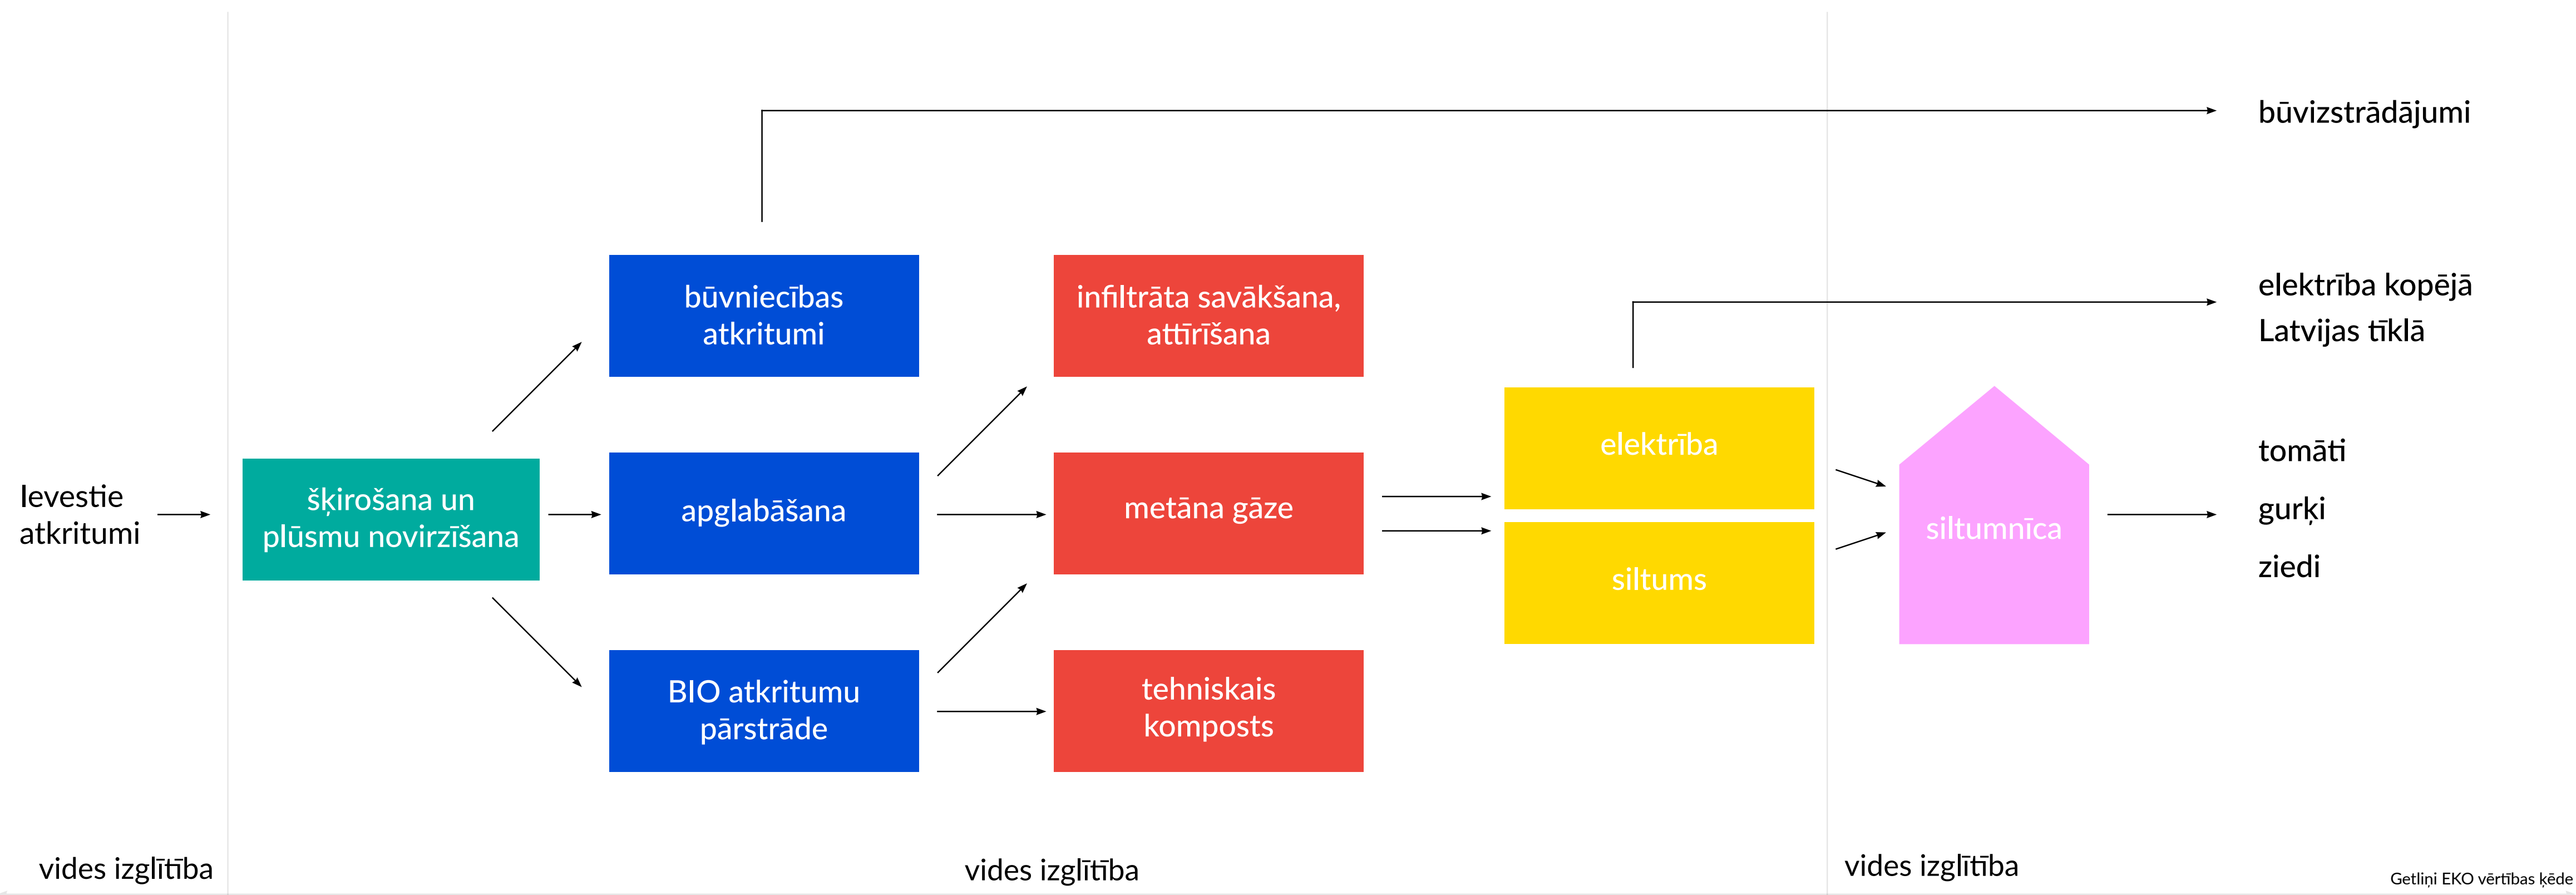 Ievestie
atkritumi
šķirošana un
plūsmu novirzīšana
būvniecības
atkritumi
apglabāšana
BIO atkritumu
pārstrāde
infiltrāta savākšana,
attīrīšana
metāna gāze
tehniskais
komposts
elektrība
siltums
siltumnīca
būvizstrādājumi
elektrība kopējā
Latvijas tīklā
tomāti
gurķi
ziedi
vides izglītība
vides izglītība
vides izglītība
Getliņi EKO vērtības ķēde